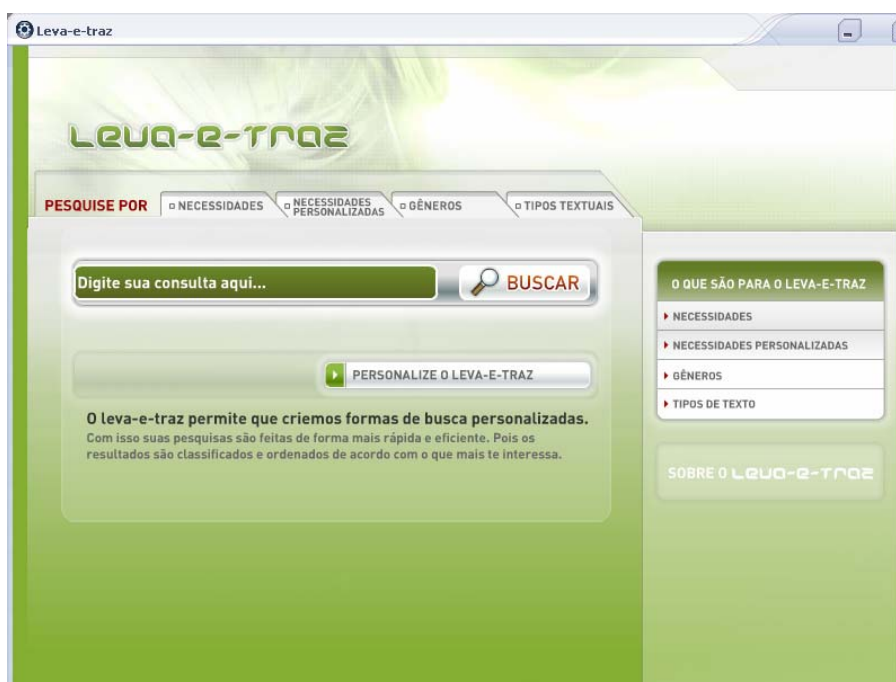 Leva-e-traz
Leva-e-Traz
PESQUISE POR
NECESSIDADES
NECESSIDADES
PERSONALIZADAS
GÊNEROS
TIPOS TEXTUAIS
Digite sua consulta aqui...
BUSCAR
PERSONALIZE O LEVA-E-TRAZ
O leva-e-traz permite que criemos formas de busca personalizadas.
Com isso suas pesquisas são feitas de forma mais rápida e eficiente. Pois os
resultados são classificados e ordenados de acordo com o que mais te interessa.
O QUE SÃO PARA O LEVA-E-TRAZ
NECESSIDADES
NECESSIDADES PERSONALIZADAS
GÊNEROS
TIPOS DE TEXTO
SOBRE O Leva-e-Traz